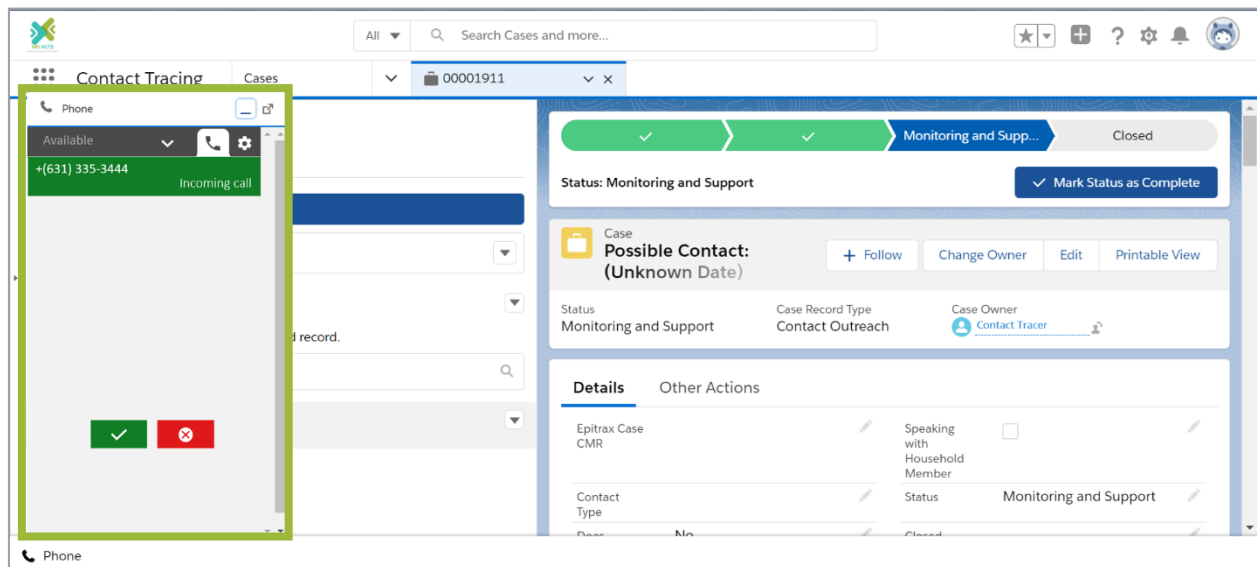 All
Search Cases and more...
Contact Tracing
Cases
00001911
Phone
Available
+(631) 335-3444
Incoming call
d record.
Monitoring and Supp...
Closed
Status: Monitoring and Support
Mark Status as Complete
Case
Possible Contact:
(Unknown Date)
Follow
Change Owner
Edit
Printable View
Status
Monitoring and Support
Case Record Type
Contact Outreach
Case Owner
Contact Tracer
Details
Other Actions
Epitrax Case
CMR
Speaking
with
Household
Member
Contact
Type
Status
Monitoring and Support
Does
No
Closed
Phone